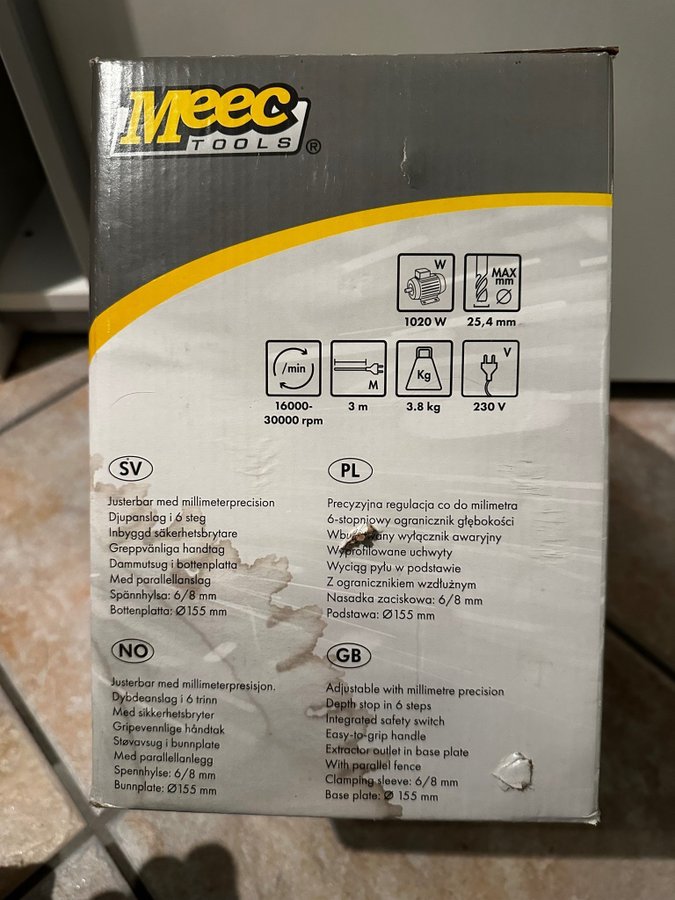 Meec
TOOLS ®
W
MAX
mm
Ø
1020 W
25,4 mm
/min
M
Kg
V
16000-
30000 rpm
3 m
3.8 kg
230 V
SV
Justerbar med millimeterprecision
Djupanslag i 6 steg
Inbyggd säkerhetsbrytare
Greppvänliga handtag
Dammutsug i bottenplatta
Med parallellanslag
Spännhylsa: 6/8 mm
Bottenplatta: Ø155 mm
PL
Precyzyjna regulacja co do milimetra
6-stopniowy ogranicznik głębokości
wyłącznik awaryjny
Wyprofilowane uchwyty
Wyciąg pyłu w podstawie
Z ogranicznikiem wzdłużnym
Nasadka zaciskowa: 6/8 mm
Podstawa: Ø155 mm
NO
Justerbar med millimeterpresisjon.
Dybdeanslag i 6 trinn
Med sikkerhetsbryter
Gripevennlige håndtak
Støvavsug i bunnplate
Med parallellanlegg
Spennhylse: 6/8 mm
Bunnplate: Ø155 mm
GB
Adjustable with millimetre precision
Depth stop in 6 steps
Integrated safety switch
Easy-to-grip handle
Extractor outlet in base plate
With parallel fence
Clamping sleeve: 6/8 mm
Base plate: Ø 155 mm